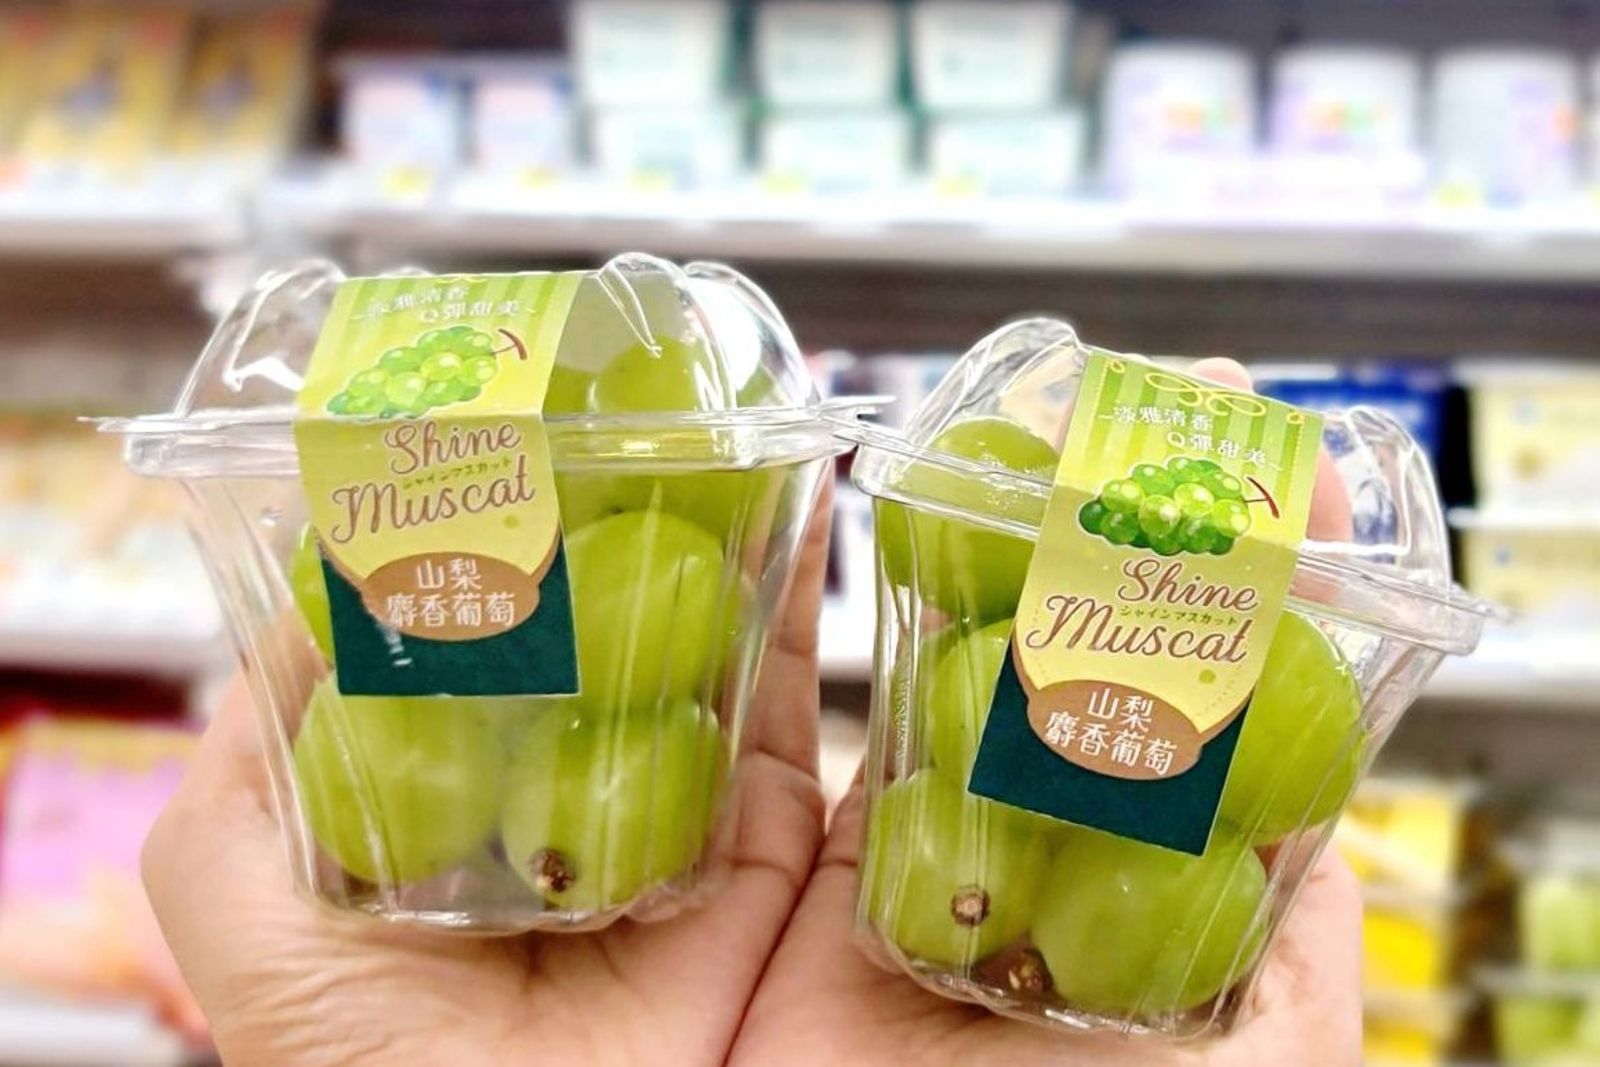 ~淡雅清香
Q彈甜美~
Shine
シャインマスカット
Muscat
山梨
麝香葡萄
~淡雅清香
Q彈甜美~
Shine
シャインマスカット
Muscat
山梨
麝香葡萄